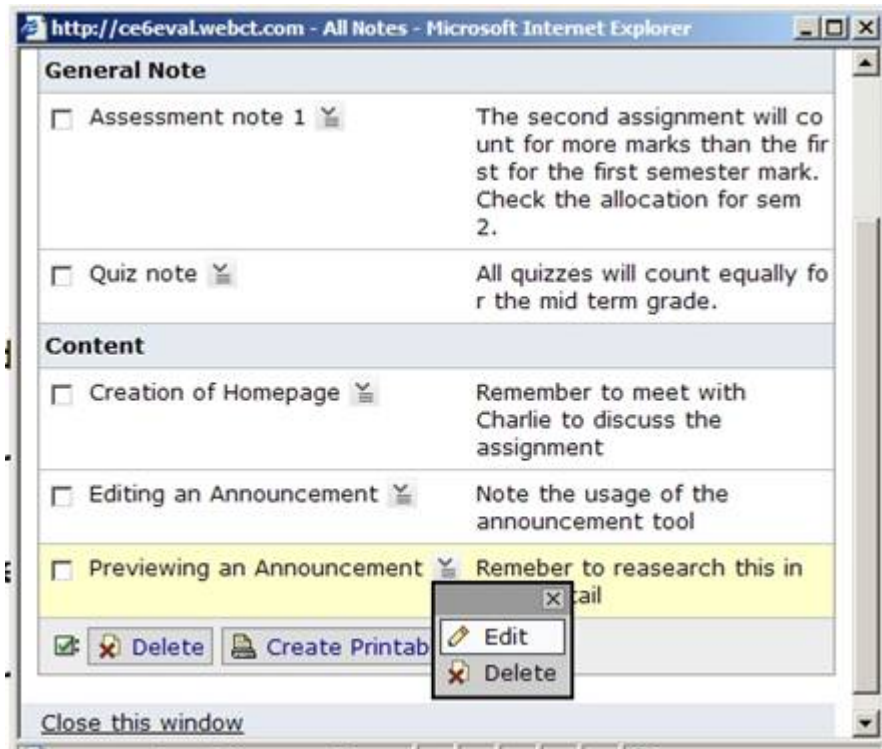 http://ce6eval.webct.com - All Notes - Microsoft Internet Explorer
General Note
Assessment note 1
The second assignment will co
unt for more marks than the fir
st for the first semester mark.
Check the allocation for sem
2.
Quiz note
All quizzes will count equally fo
r the mid term grade.
Content
Creation of Homepage
Remember to meet with
Charlie to discuss the
assignment
Editing an Announcement
Note the usage of the
announcement tool
Previewing an Announcement
Remeber to reasearch this in
tail
Delete
Create Printab
Edit
Delete
Close this window